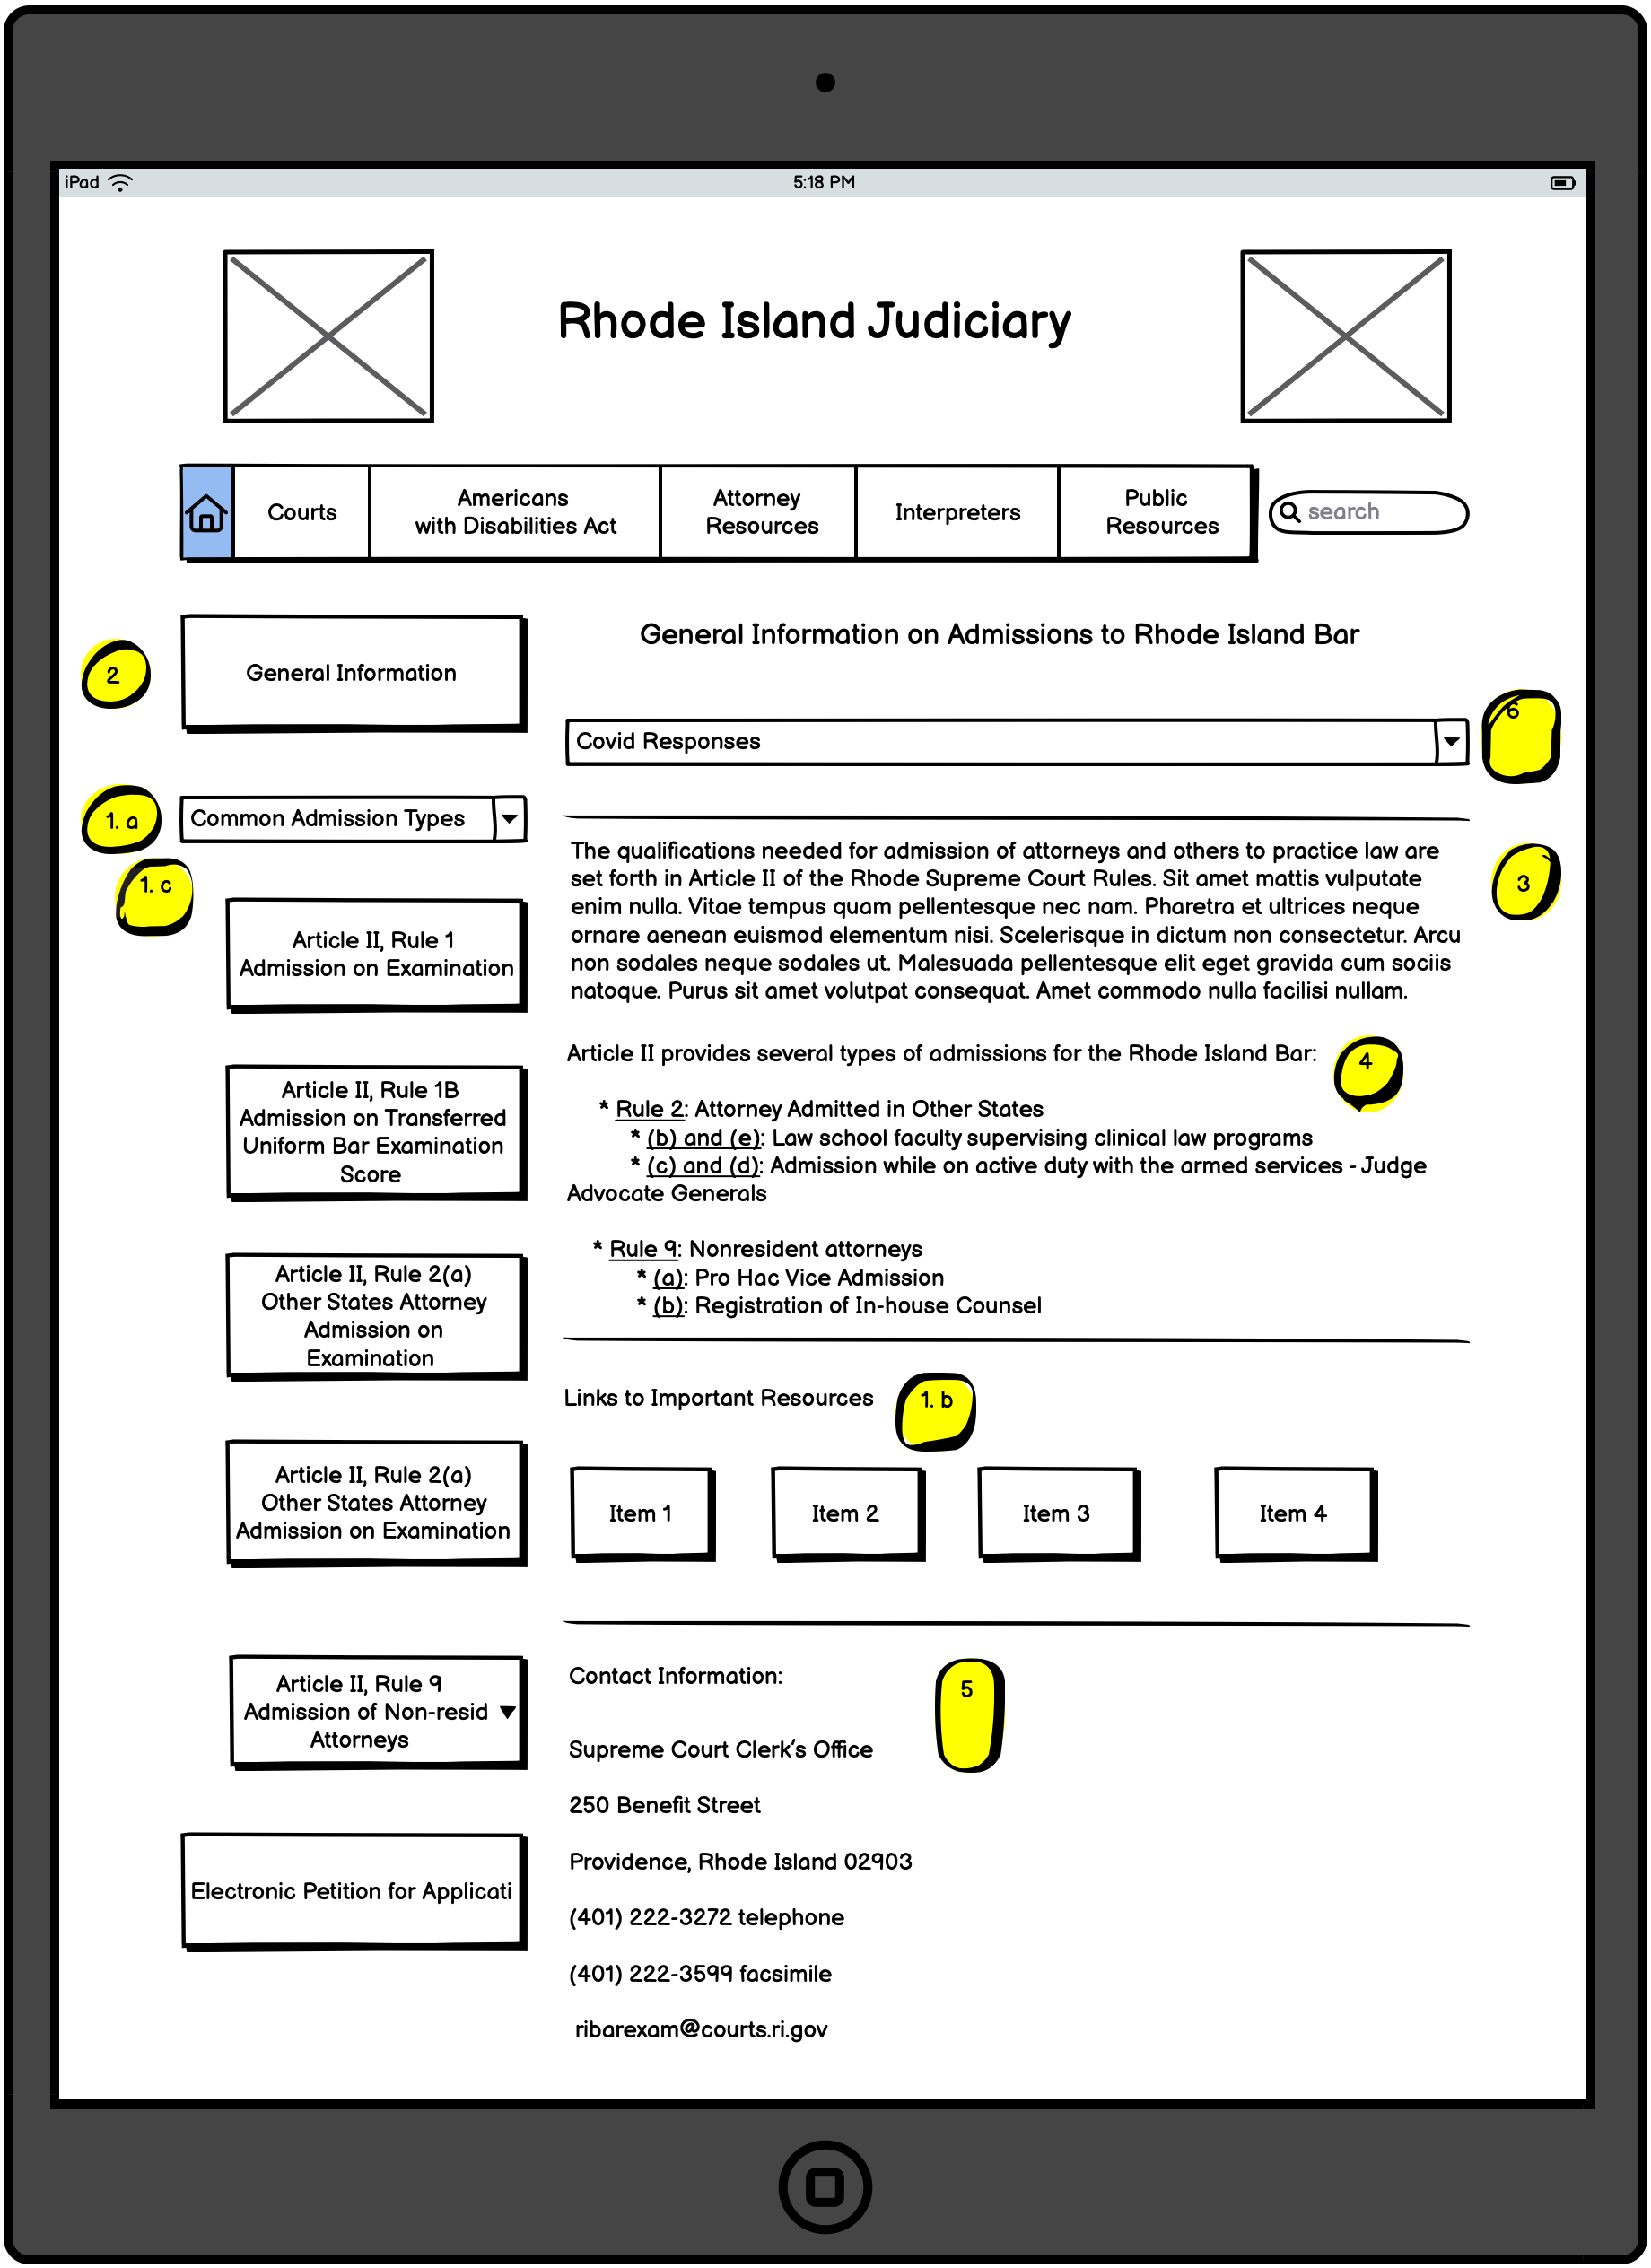 iPad
5:18 PM
Rhode Island Judiciary
Courts
Americans
with Disabilities Act
Attorney
Resources
Interpreters
Public
Resources
search
2
General Information
1. a
Common Admission Types
1. c
Article II, Rule 1
Admission on Examination
Article II, Rule 1B
Admission on Transferred
Uniform Bar Examination
Score
Article II, Rule 2(a)
Other States Attorney
Admission on
Examination
Article II, Rule 2(a)
Other States Attorney
Admission on Examination
Article II, Rule 9
Admission of Non-resid
Attorneys
Electronic Petition for Applicati
General Information on Admissions to Rhode Island Bar
Covid Responses
6
The qualifications needed for admission of attorneys and others to practice law are
set forth in Article II of the Rhode Supreme Court Rules. Sit amet mattis vulputate
enim nulla. Vitae tempus quam pellentesque nec nam. Pharetra et ultrices neque
ornare aenean euismod elementum nisi. Scelerisque in dictum non consectetur. Arcu
non sodales neque sodales ut. Malesuada pellentesque elit eget gravida cum sociis
natoque. Purus sit amet volutpat consequat. Amet commodo nulla facilisi nullam.
3
Article II provides several types of admissions for the Rhode Island Bar:
4
* Rule 2: Attorney Admitted in Other States
* (b) and (e): Law school faculty supervising clinical law programs
* (c) and (d): Admission while on active duty with the armed services - Judge
Advocate Generals
* Rule 9: Nonresident attorneys
* (a): Pro Hac Vice Admission
* (b): Registration of In-house Counsel
Links to Important Resources
1. b
Item 1
Item 2
Item 3
Item 4
Contact Information:
5
Supreme Court Clerk's Office
250 Benefit Street
Providence, Rhode Island 02903
(401) 222-3272 telephone
(401) 222-3599 facsimile
ribarexam@courts.ri.gov